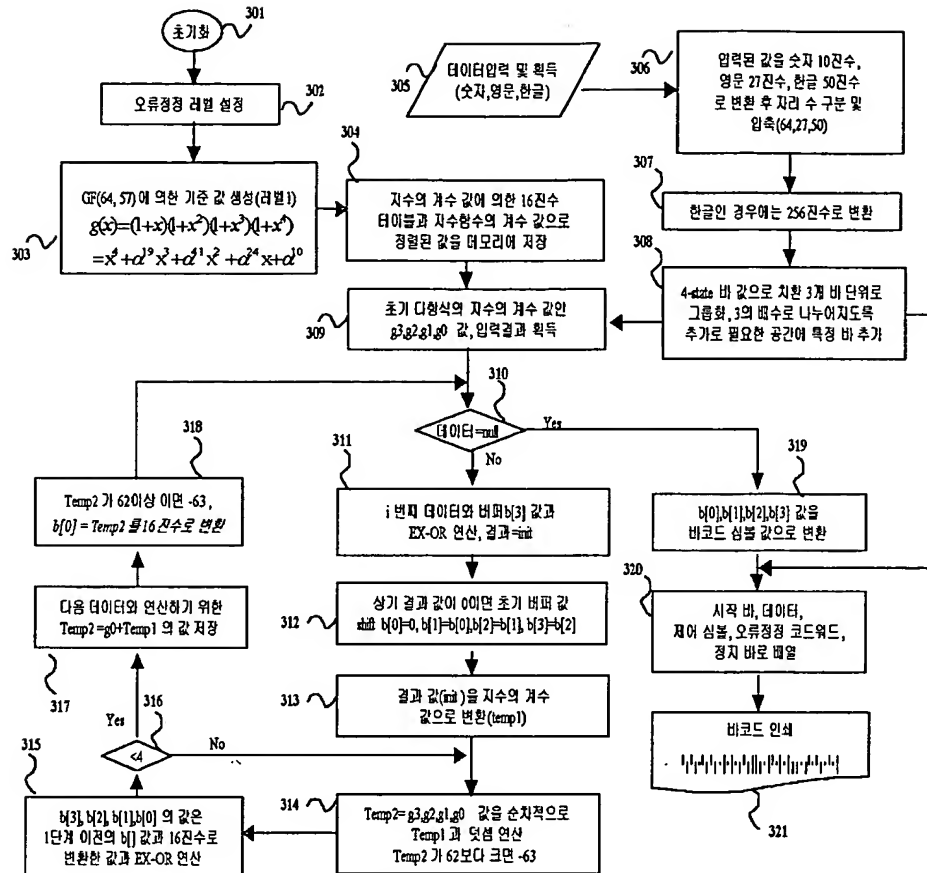 301
초기화
302
오류정정 레벨 설정
303
GF(64, 57)에 의한 기준 값 생성(레벨1)
g(x)=(1+x)(1+x²)(1+x³)(1+x⁴)
=x⁴+α¹⁹x³+α⁴¹x²+α²⁴x+α¹⁰
304
지수의 계수 값에 의한 16진수
테이블과 지수함수의 계수 값으로
정렬된 값을 메모리에 저장
305
데이터입력 및 획득
(숫자,영문,한글)
306
입력된 값을 숫자 10진수,
영문 27진수, 한글 50진수
로 변환 후 자리 수 구분 및
압축(64,27,50)
307
한글인 경우에는 256진수로 변환
308
4-state 바 값으로 치환 3개 바 단위로
그룹화, 3의 배수로 나누어지도록
추가로 필요한 공간에 특정 바 추가
309
초기 다항식의 지수의 계수 값인
g3,g2,g1,g0 값, 입력결과 획득
310
데이터=null
Yes
No
311
i 번째 데이터와 버퍼b[3] 값과
EX-OR 연산, 결과=init
312
상기 결과 값이 0이면 초기 버퍼 값
shift b[0]=0, b[1]=b[0],b[2]=b[1], b[3]=b[2]
313
결과 값(init)을 지수의 계수
값으로 변환(temp1)
314
Temp2= g3,g2,g1,g0 값을 순차적으로
Temp1 과 덧셈 연산
Temp2 가 62보다 크면 -63
315
b[3], b[2], b[1],b[0] 의 값은
1단계 이전의 b[] 값과 16진수로
변환한 값과 EX-OR 연산
316
<4
Yes
No
317
다음 데이터와 연산하기 위한
Temp2 =g0+Temp1 의 값 저장
318
Temp2 가 62이상 이면 -63 ,
b[0] = Temp2 를 16진수로 변환
319
b[0],b[1],b[2],b[3] 값을
바코드 심볼 값으로 변환
320
시작 바, 데이터,
제어 심볼, 오류정정 코드워드,
정지 바로 배열
바코드 인쇄
321